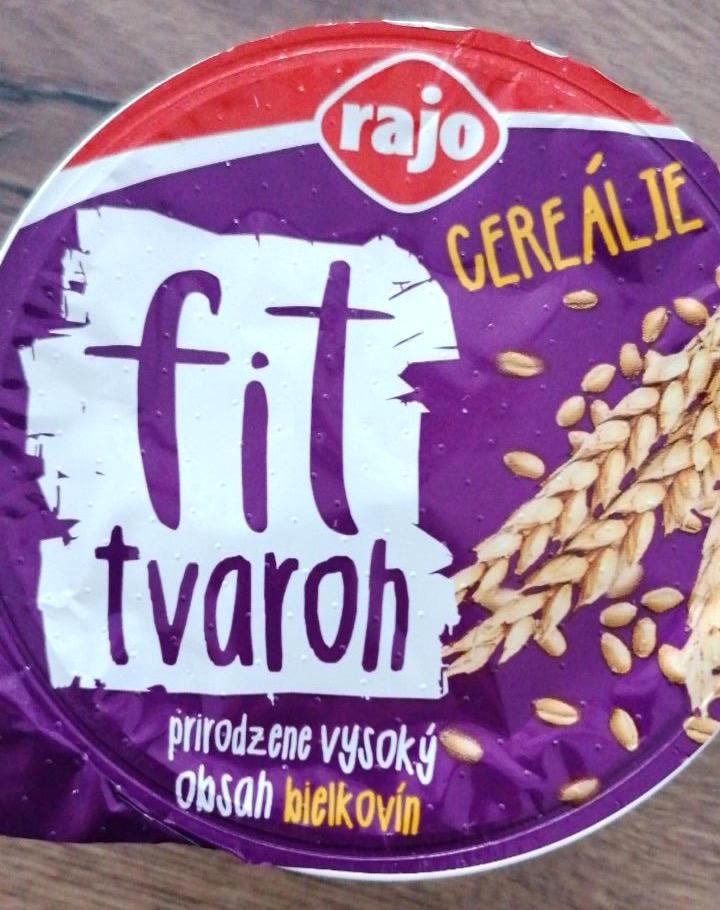 rajo
CEREÁLIE
fit
tvaroh
prirodzene vysoký
obsah bielkovín